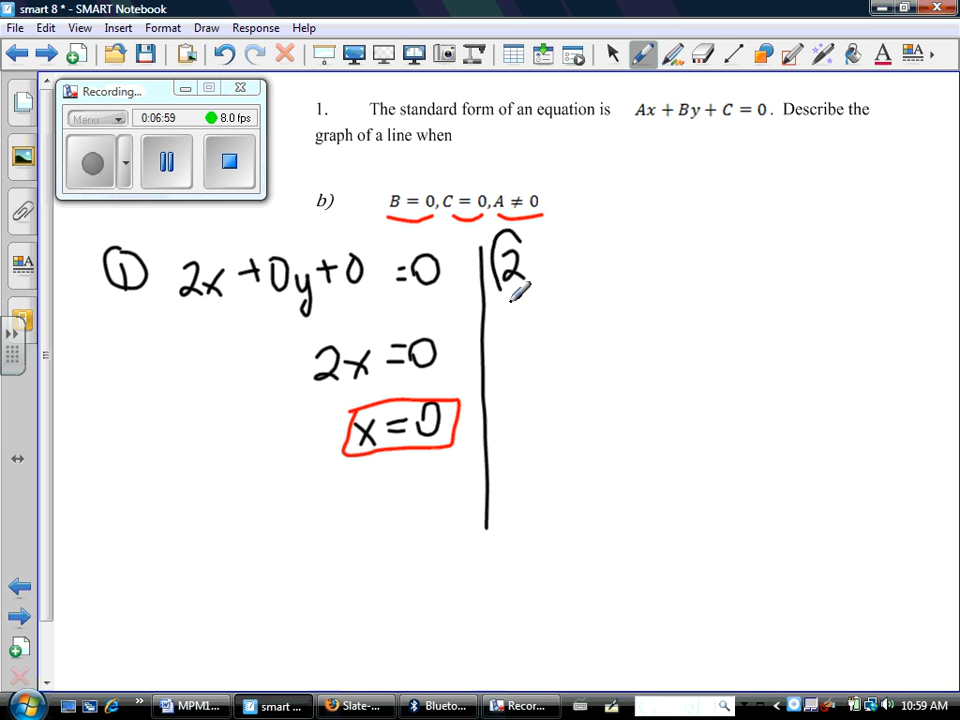 smart 8 * - SMART Notebook
File Edit View Insert Format Draw Response Help
Recording...
Menu 0:06:59 8.0 fps
1. The standard form of an equation is Ax + By + C = 0 . Describe the
graph of a line when
b) B = 0, C = 0, A ≠ 0
1 2x +0y+0 =0
2x =0
x =0
2
MPM1... smart ... Slate-... Bluetoo... Recor... 10:59 AM